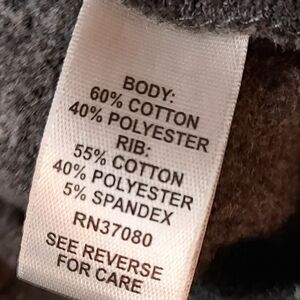 BODY:
60% COTTON
40% POLYESTER
RIB:
55% COTTON
40% POLYESTER
5% SPANDEX
RN37080
SEE REVERSE
FOR CARE